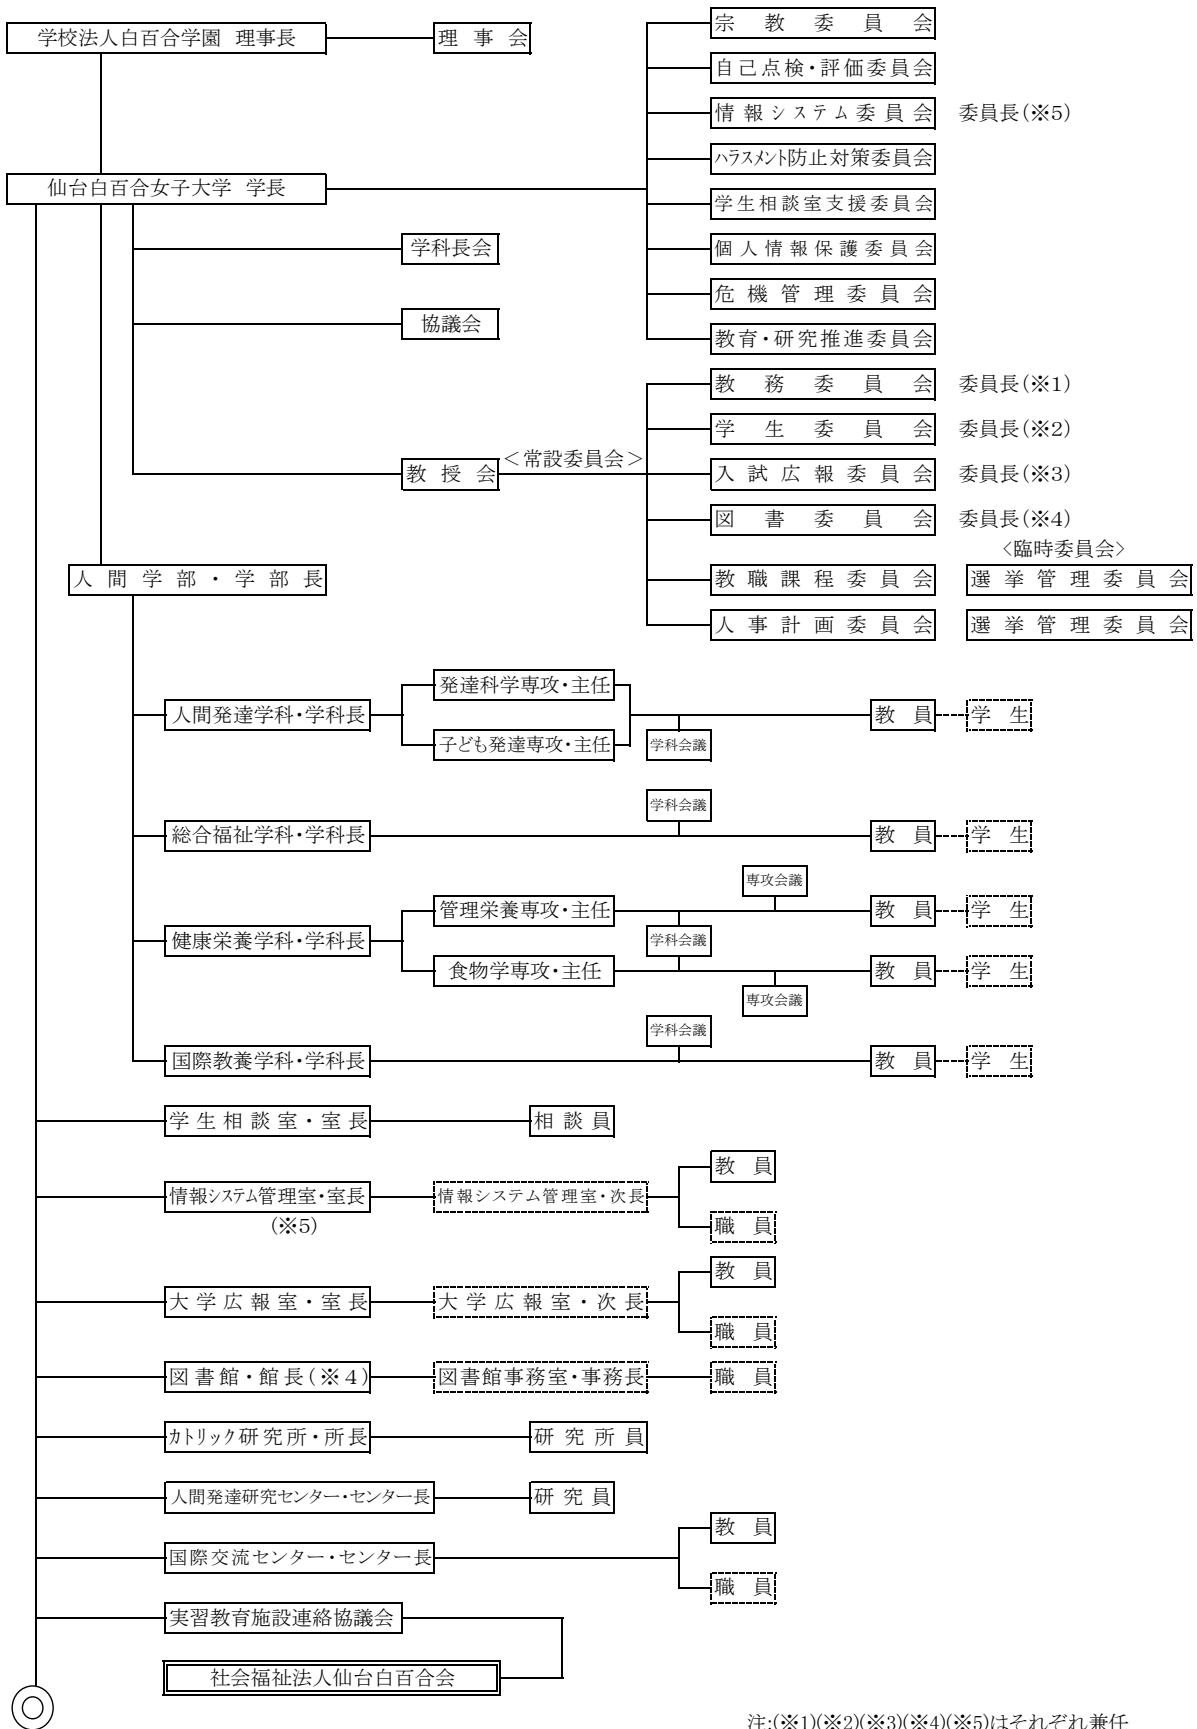 学校法人白百合学園 理事長
理 事 会
宗 教 委 員 会
自己点検・評価委員会
情報システム委員会 委員長(※5)
ハラスメント防止対策委員会
仙台白百合女子大学 学長
学生相談室支援委員会
学科長会
個人情報保護委員会
危機管理委員会
協議会
教育・研究推進委員会
教 務 委 員 会 委員長(※1)
学 生 委 員 会 委員長(※2)
＜常設委員会＞
教 授 会
入試広報委員会 委員長(※3)
図 書 委 員 会 委員長(※4)
<臨時委員会>
人 間 学 部 ・ 学 部 長
教職課程委員会
選挙管理委員会
人事計画委員会
選挙管理委員会
発達科学専攻・主任
人間発達学科・学科長
子ども発達専攻・主任
学科会議
教 員
学 生
学科会議
総合福祉学科・学科長
教 員
学 生
専攻会議
管理栄養専攻・主任
教 員
学 生
健康栄養学科・学科長
学科会議
食物学専攻・主任
教 員
学 生
専攻会議
学科会議
国際教養学科・学科長
教 員
学 生
学生相談室・室長
相談員
教 員
情報システム管理室・室長
(※5)
情報システム管理室・次長
職 員
教 員
大学広報室・室長
大学広報室・次長
職 員
図書館・館長(※4)
図書館事務室・事務長
職 員
カトリック研究所・所長
研究所員
人間発達研究センター・センター長
研究員
教 員
国際交流センター・センター長
職 員
実習教育施設連絡協議会
社会福祉法人仙台白百合会
注:(※1)(※2)(※3)(※4)(※5)はそれぞれ兼任